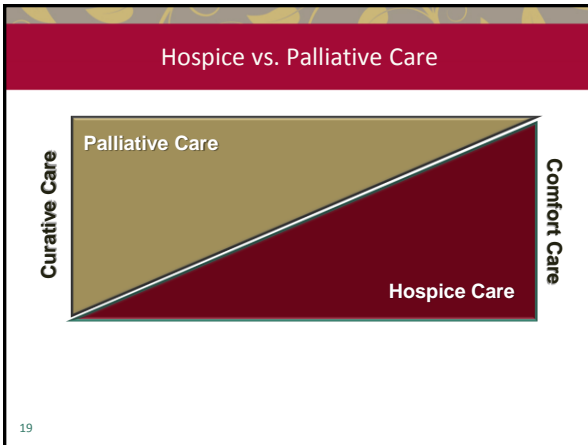 Hospice vs. Palliative Care
Palliative Care
Curative Care
Comfort Care
Hospice Care
19